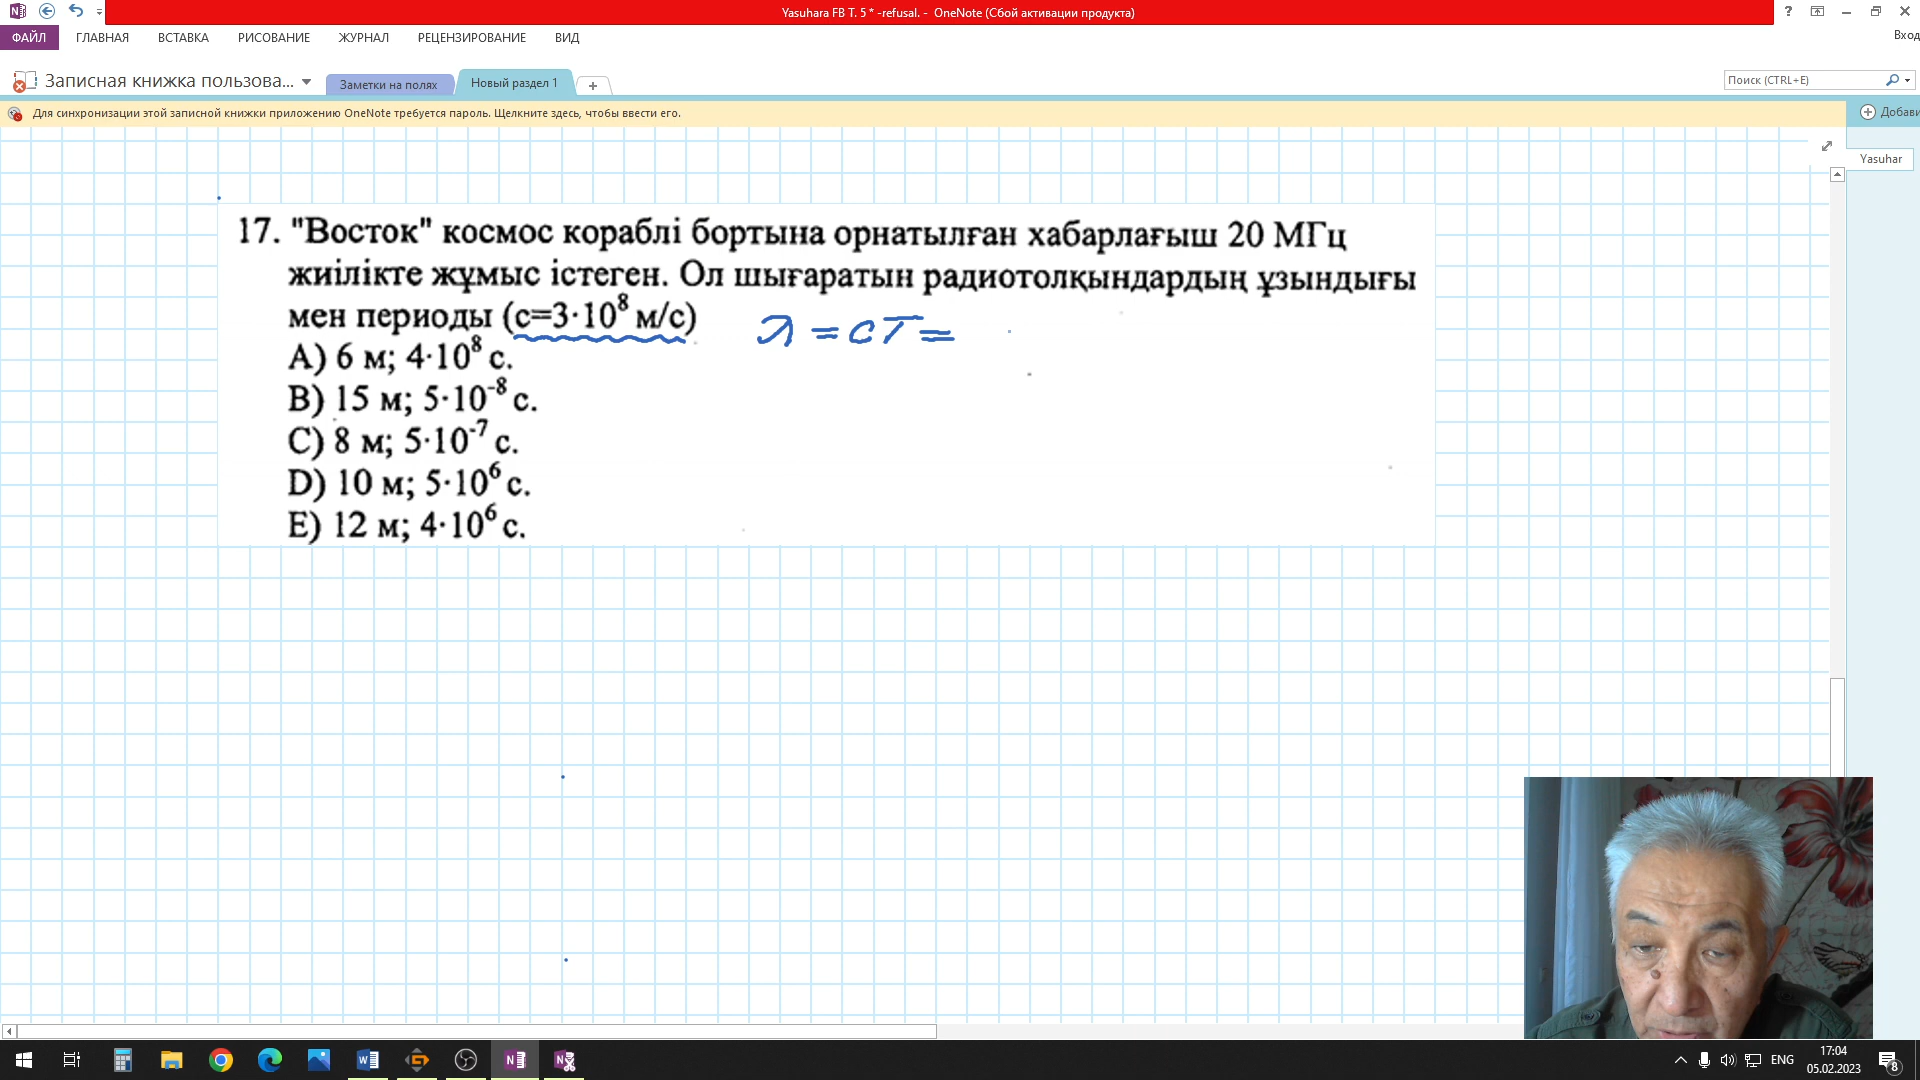 Yasuhara FB T. 5 * -refusal. - OneNote (Сбой активации продукта)
ФАЙЛ ГЛАВНАЯ ВСТАВКА РИСОВАНИЕ ЖУРНАЛ РЕЦЕНЗИРОВАНИЕ ВИД
Вход
Записная книжка пользова... Заметки на полях Новый раздел 1
Поиск (CTRL+E)
Для синхронизации этой записной книжки приложению OneNote требуется пароль. Щелкните здесь, чтобы ввести его.
Добави
Yasuhar
17. "Восток" космос кораблі бортына орнатылған хабарлағыш 20 МГц
жиілікте жұмыс істеген. Ол шығаратын радиотолқындардың ұзындығы
мен периоды (с=3·10⁸ м/с) λ = cT =
A) 6 м; 4·10⁸ с.
B) 15 м; 5·10⁻⁸ с.
C) 8 м; 5·10⁻⁷ с.
D) 10 м; 5·10⁶ с.
E) 12 м; 4·10⁶ с.
ENG
17:04
05.02.2023
8